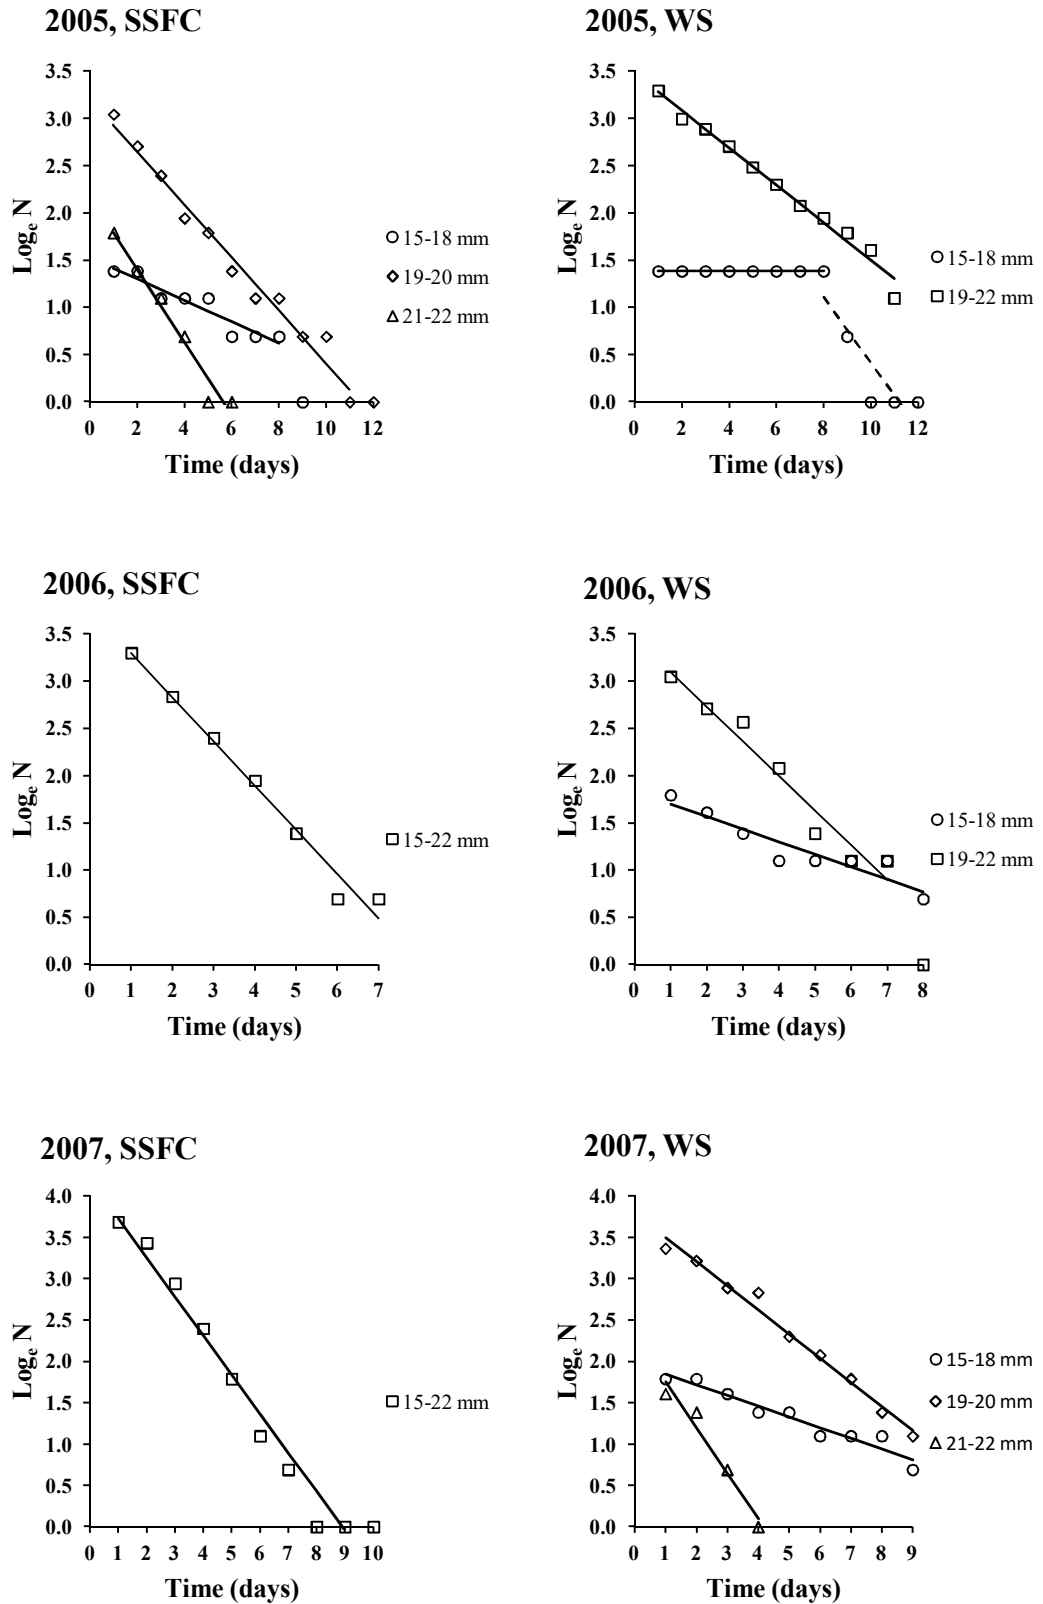 2005, SSFC
3.5
3.0
2.5
2.0
1.5
1.0
0.5
0.0
Logₑ N
0 2 4 6 8 10 12
Time (days)
15-18 mm
19-20 mm
21-22 mm
2005, WS
3.5
3.0
2.5
2.0
1.5
1.0
0.5
0.0
Logₑ N
0 2 4 6 8 10 12
Time (days)
15-18 mm
19-22 mm
2006, SSFC
3.5
3.0
2.5
2.0
1.5
1.0
0.5
0.0
Logₑ N
0 1 2 3 4 5 6 7
Time (days)
15-22 mm
2006, WS
3.5
3.0
2.5
2.0
1.5
1.0
0.5
0.0
Logₑ N
0 1 2 3 4 5 6 7 8
Time (days)
15-18 mm
19-22 mm
2007, SSFC
4.0
3.5
3.0
2.5
2.0
1.5
1.0
0.5
0.0
Logₑ N
0 1 2 3 4 5 6 7 8 9 10
Time (days)
15-22 mm
2007, WS
4.0
3.5
3.0
2.5
2.0
1.5
1.0
0.5
0.0
Logₑ N
0 1 2 3 4 5 6 7 8 9
Time (days)
15-18 mm
19-20 mm
21-22 mm